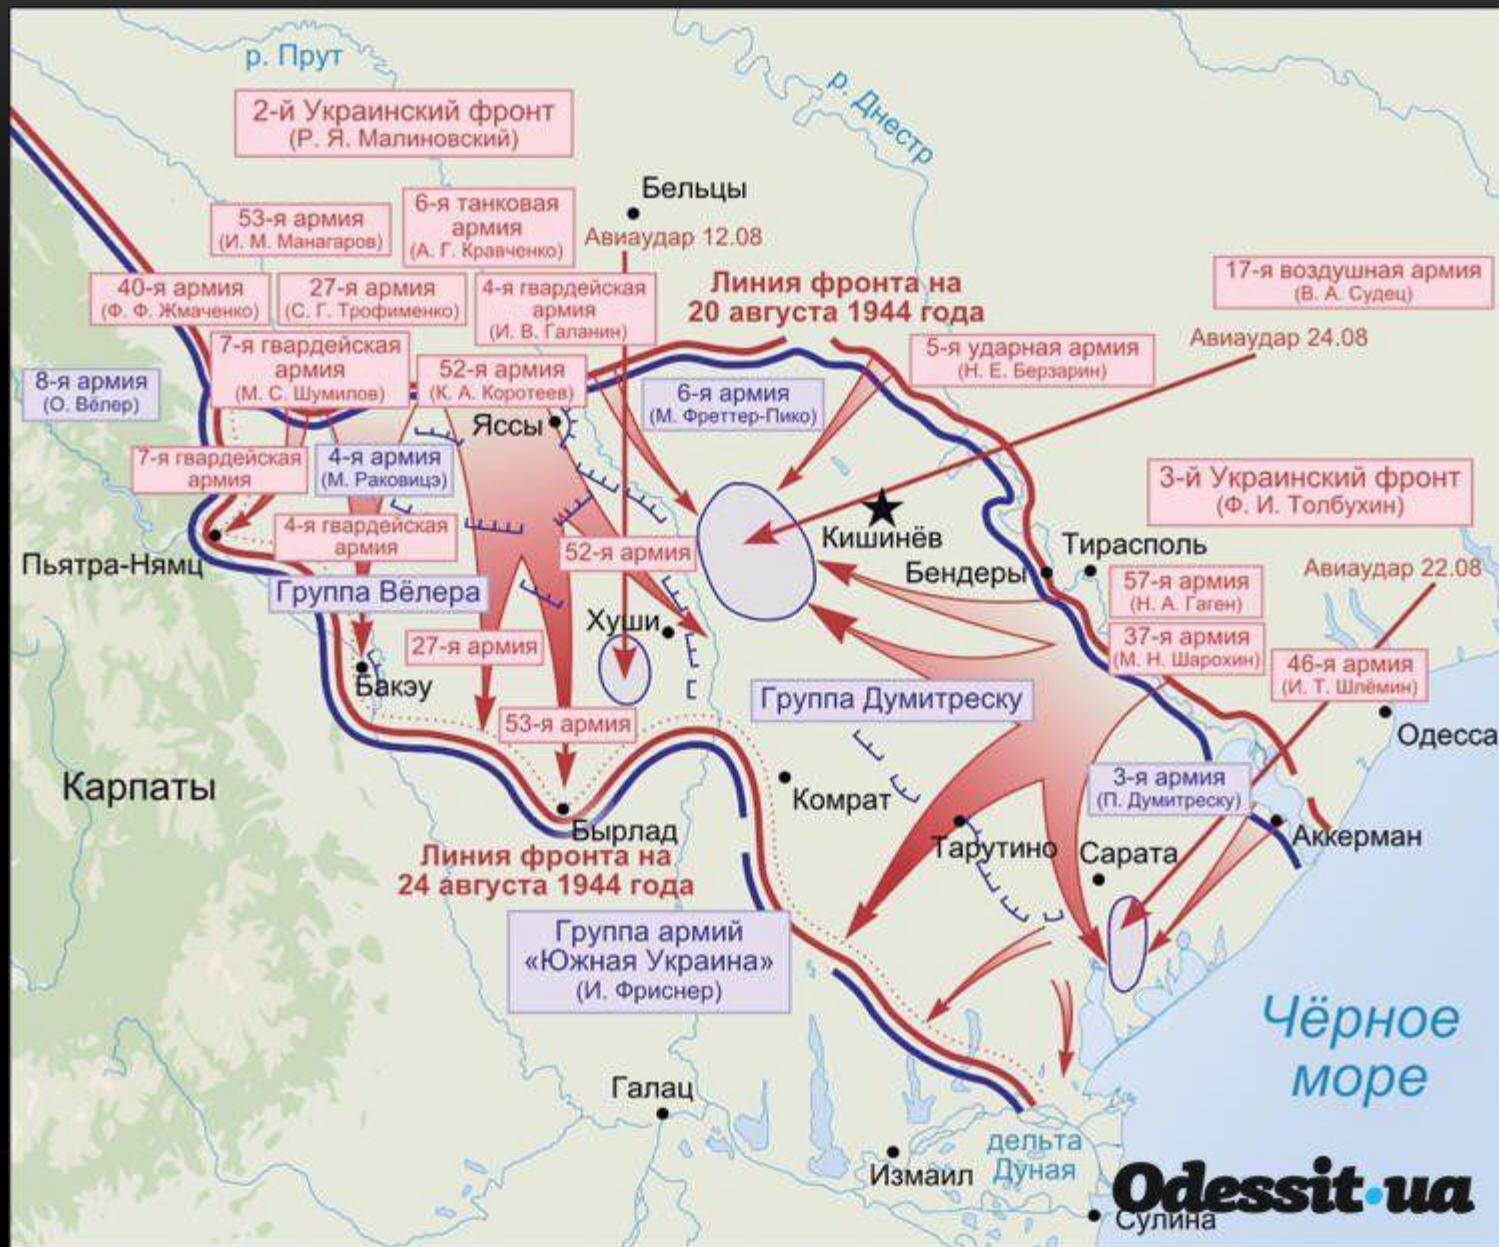 р. Прут
р. Днестр
2-й Украинский фронт
(Р. Я. Малиновский)
Бельцы
53-я армия
(И. М. Манагаров)
6-я танковая
армия
(А. Г. Кравченко)
Авиаудар 12.08
40-я армия
(Ф. Ф. Жмаченко)
27-я армия
(С. Г. Трофименко)
4-я гвардейская
армия
(И. В. Галанин)
Линия фронта на
20 августа 1944 года
17-я воздушная армия
(В. А. Судец)
Авиаудар 24.08
7-я гвардейская
армия
(М. С. Шумилов)
52-я армия
(К. А. Коротеев)
5-я ударная армия
(Н. Е. Берзарин)
8-я армия
(О. Вёлер)
6-я армия
(М. Фреттер-Пико)
Яссы
7-я гвардейская
армия
4-я армия
(М. Раковицэ)
3-й Украинский фронт
(Ф. И. Толбухин)
4-я гвардейская
армия
52-я армия
Кишинёв
Тирасполь
Бендеры
Пьятра-Нямц
Группа Вёлера
57-я армия
(Н. А. Гаген)
Авиаудар 22.08
Хуши
27-я армия
37-я армия
(М. Н. Шарохин)
46-я армия
(И. Т. Шлёмин)
Бакэу
Группа Думитреску
53-я армия
Одесса
Карпаты
Комрат
3-я армия
(П. Думитреску)
Бырлад
Тарутино
Сарата
Аккерман
Линия фронта на
24 августа 1944 года
Группа армий
«Южная Украина»
(И. Фриснер)
Чёрное
море
Галац
Измаил
дельта
Дуная
Odessit.ua
Сулина